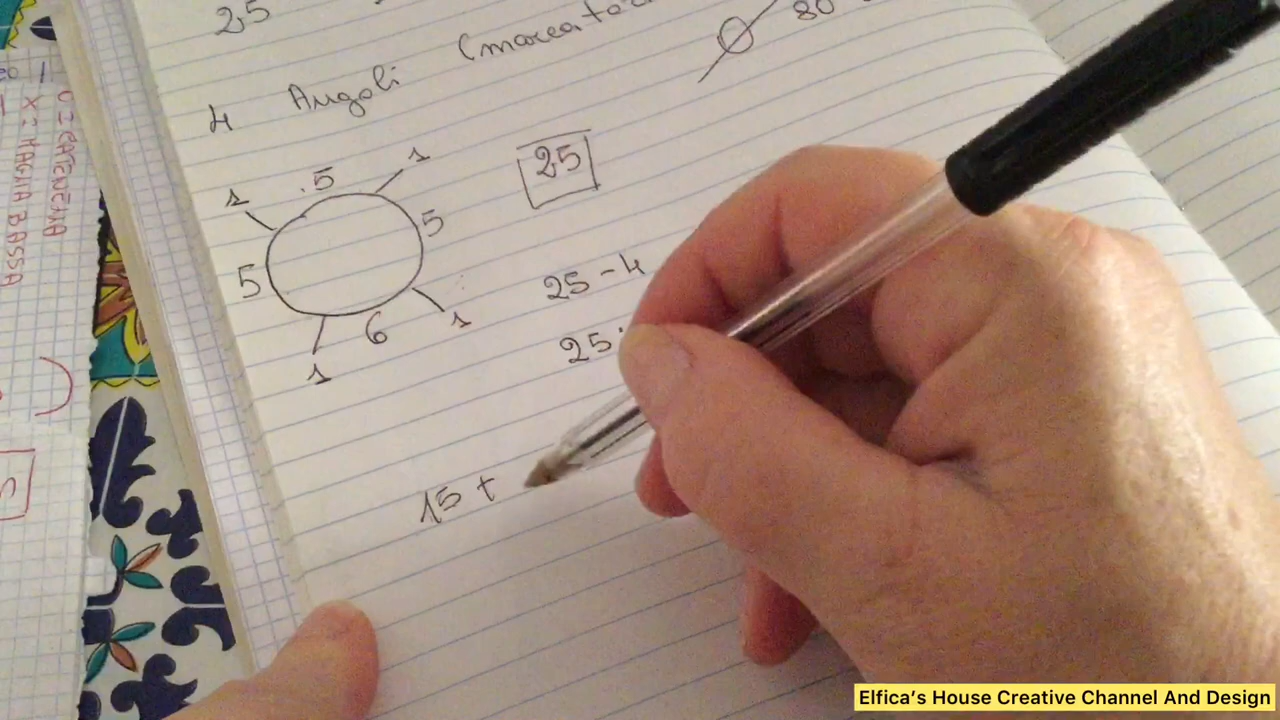 25
80
4 Angoli (marcatori
1 .5 1
25
5 5
6 1
1
25-4
25
15+
CATENELLA
X = MAGLIA BASSA
Elfica's House Creative Channel And Design